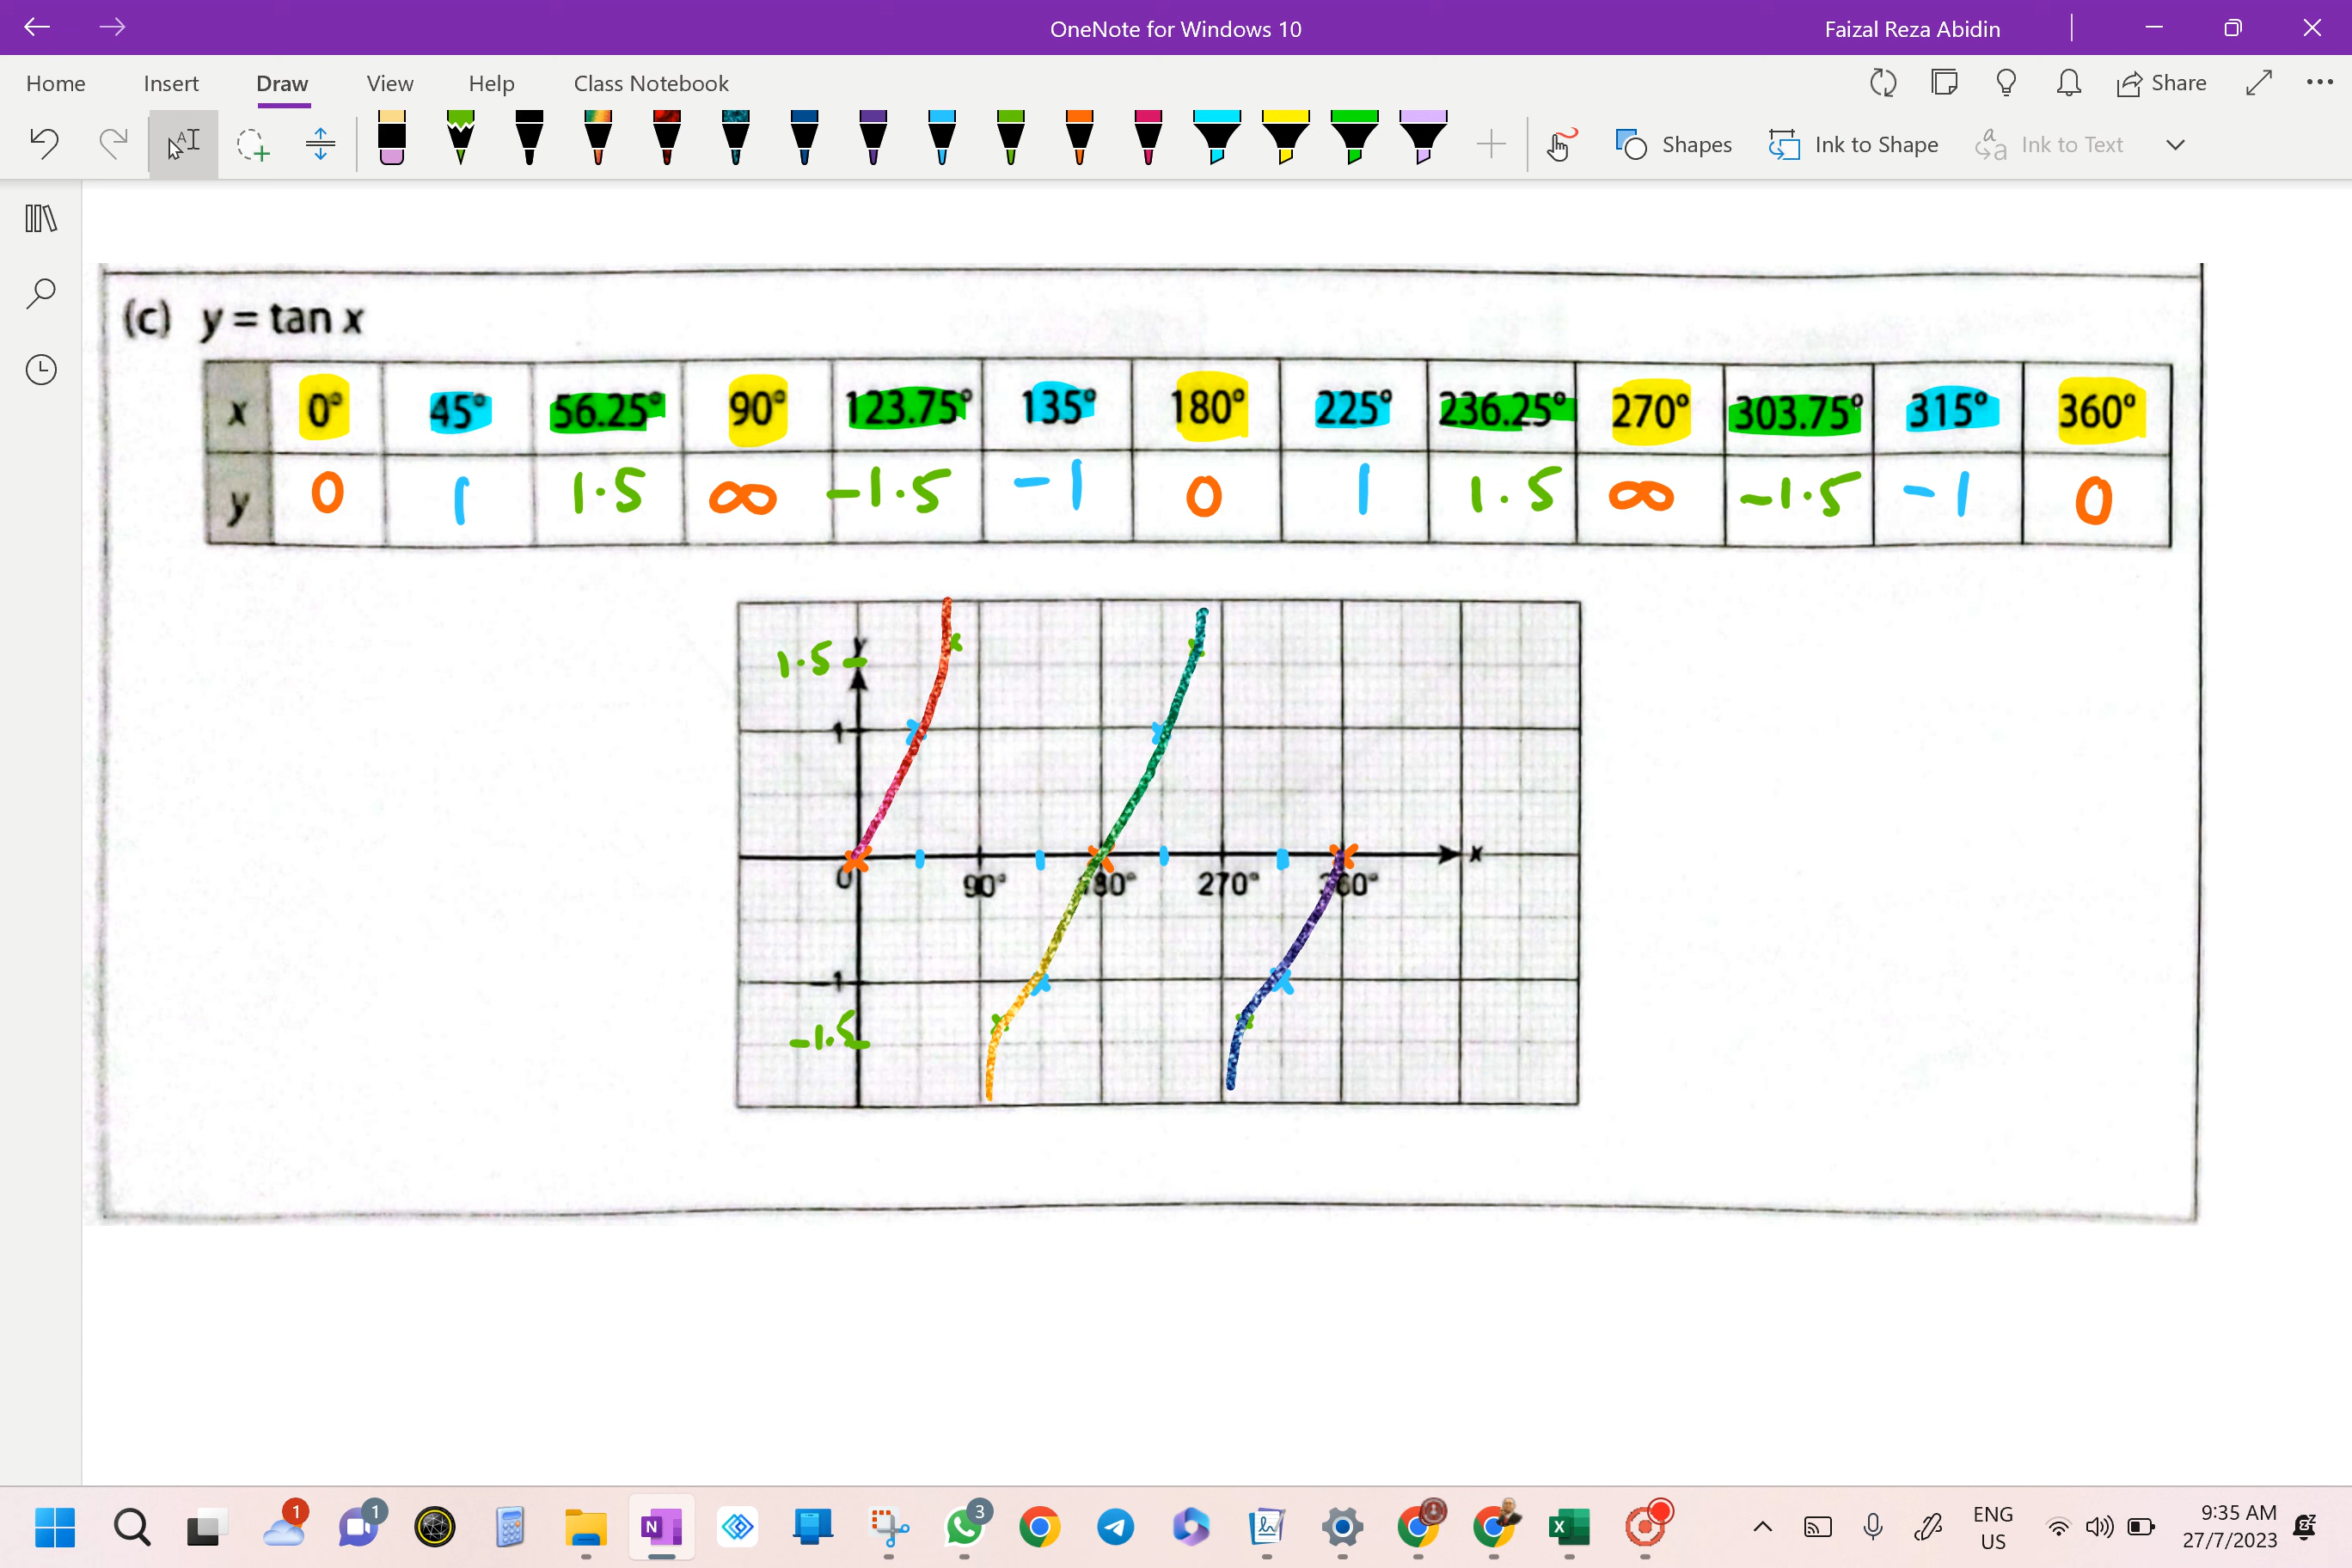 OneNote for Windows 10
Faizal Reza Abidin
Home Insert Draw View Help Class Notebook
Share
Shapes Ink to Shape Ink to Text
(c) y = tan x
x 0° 45° 56.25° 90° 123.75° 135° 180° 225° 236.25° 270° 303.75° 315° 360°
y 0 1 1.5 ∞ -1.5 -1 0 1 1.5 ∞ -1.5 -1 0
y
1.5
1
x
0 90° 180° 270° 360°
-1
-1.5
1 1 3
ENG
US
9:35 AM
27/7/2023